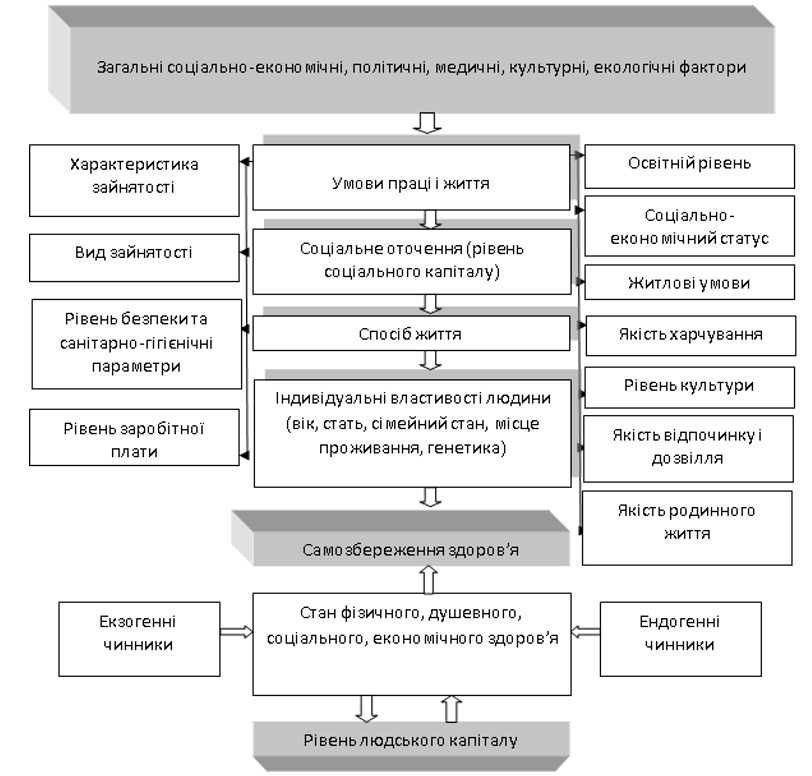 Загальні соціально-економічні, політичні, медичні, культурні, екологічні фактори
Характеристика
зайнятості
Вид зайнятості
Рівень безпеки та
санітарно-гігієнічні
параметри
Рівень заробітної
плати
Умови праці і життя
Соціальне оточення (рівень
соціального капіталу)
Спосіб життя
Індивідуальні властивості людини
(вік, стать, сімейний стан, місце
проживання, генетика)
Освітній рівень
Соціально-
економічний статус
Житлові умови
Якість харчування
Рівень культури
Якість відпочинку і
дозвілля
Якість родинного
життя
Самозбереження здоров’я
Екзогенні
чинники
Стан фізичного, душевного,
соціального, економічного здоров’я
Ендогенні
чинники
Рівень людського капіталу